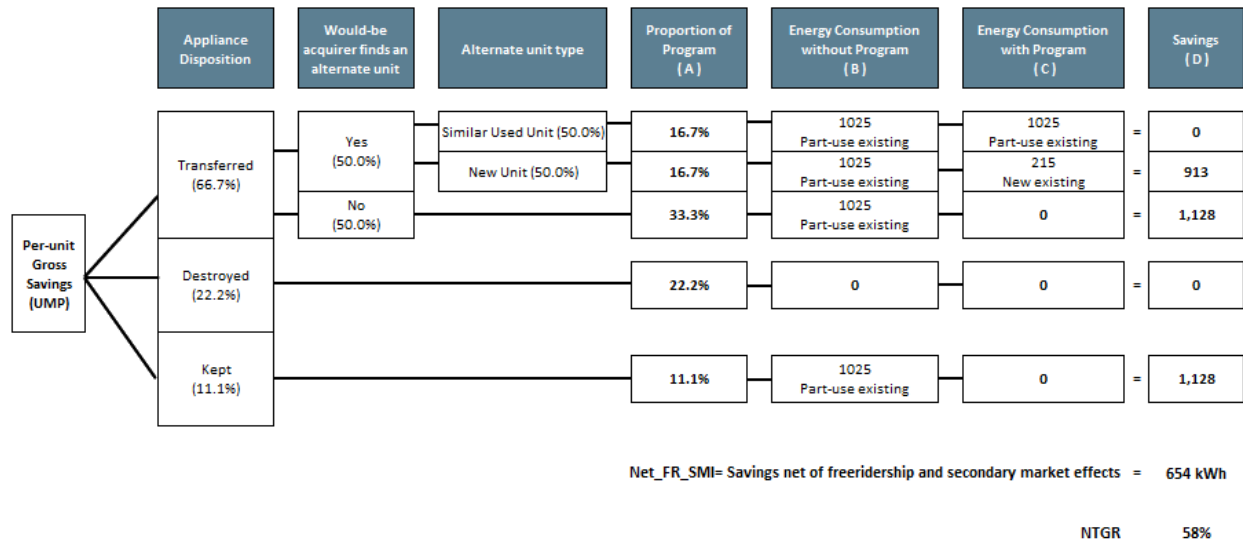 Appliance
Disposition
Would-be
acquirer finds an
alternate unit
Alternate unit type
Proportion of
Program
( A )
Energy Consumption
without Program
( B )
Energy Consumption
with Program
( C )
Savings
( D )
Per-unit
Gross
Savings
(UMP)
Transferred
(66.7%)
Yes
(50.0%)
Similar Used Unit (50.0%)
16.7%
1025
Part-use existing
1025
Part-use existing
=
0
New Unit (50.0%)
16.7%
1025
Part-use existing
215
New existing
=
913
No
(50.0%)
33.3%
1025
Part-use existing
0
=
1,128
Destroyed
(22.2%)
22.2%
0
0
=
0
Kept
(11.1%)
11.1%
1025
Part-use existing
0
=
1,128
Net_FR_SMI= Savings net of freeridership and secondary market effects = 654 kWh
NTGR 58%